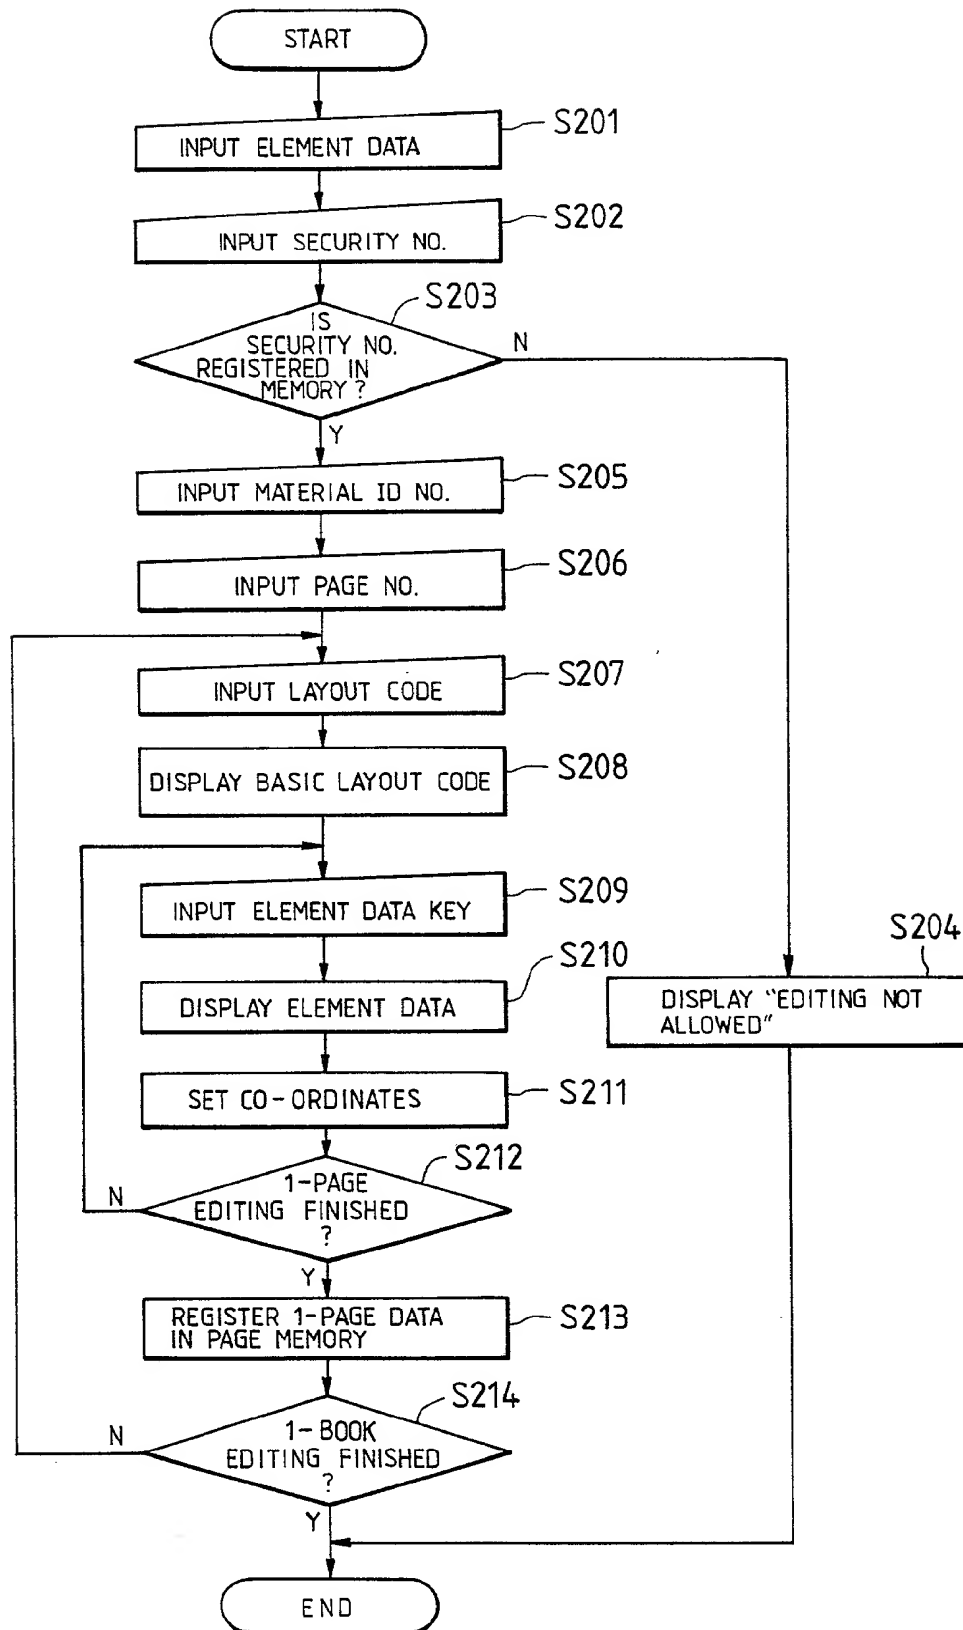 START
S201
INPUT ELEMENT DATA
S202
INPUT SECURITY NO.
S203
IS
SECURITY NO.
REGISTERED IN
MEMORY?
N
Y
S205
INPUT MATERIAL ID NO.
S206
INPUT PAGE NO.
S207
INPUT LAYOUT CODE
S208
DISPLAY BASIC LAYOUT CODE
S209
INPUT ELEMENT DATA KEY
S210
DISPLAY ELEMENT DATA
S204
DISPLAY "EDITING NOT
ALLOWED"
S211
SET CO-ORDINATES
S212
1-PAGE
EDITING FINISHED
?
N
Y
S213
REGISTER 1-PAGE DATA
IN PAGE MEMORY
S214
1-BOOK
EDITING FINISHED
?
N
Y
END